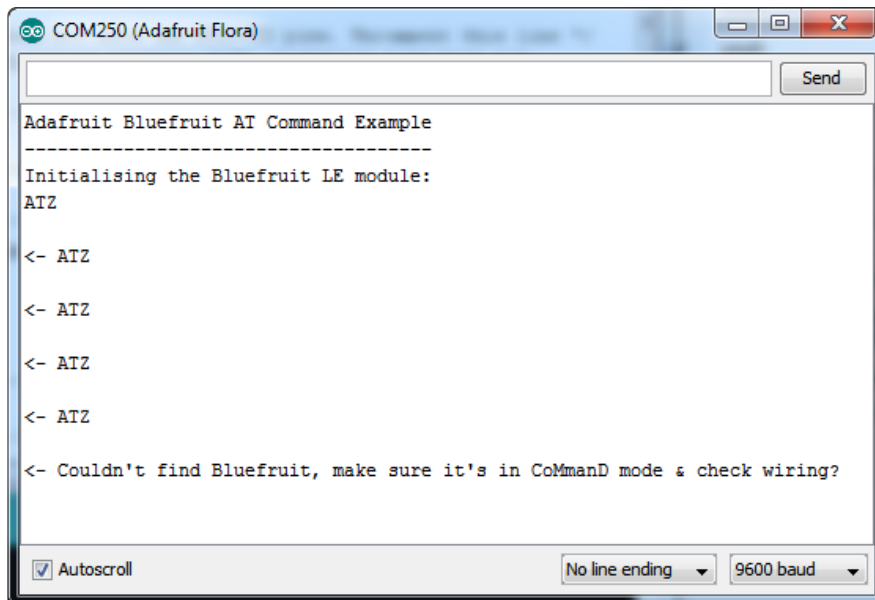 COM250 (Adafruit Flora)
Send
Adafruit Bluefruit AT Command Example
-------------------------------------
Initialising the Bluefruit LE module:
ATZ
<- ATZ
<- ATZ
<- ATZ
<- ATZ
<- Couldn't find Bluefruit, make sure it's in CoMmanD mode & check wiring?
Autoscroll
No line ending
9600 baud